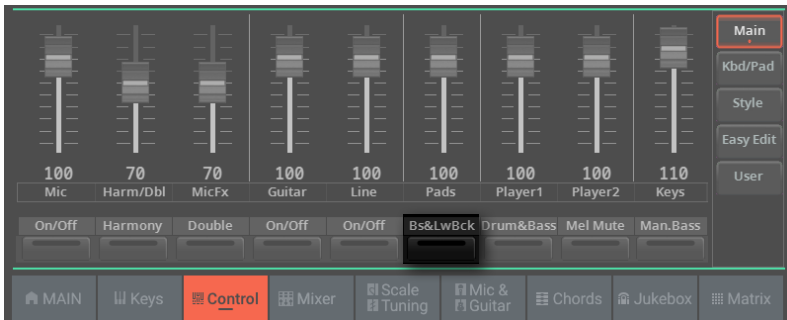 Main
Kbd/Pad
Style
Easy Edit
User
100 70 70 100 100 100 100 100 110
Mic Harm/Dbl MicFx Guitar Line Pads Player1 Player2 Keys
On/Off Harmony Double On/Off On/Off Bs&LwBck Drum&Bass Mel Mute Man.Bass
MAIN Keys Control Mixer Scale Tuning Mic & Guitar Chords Jukebox Matrix